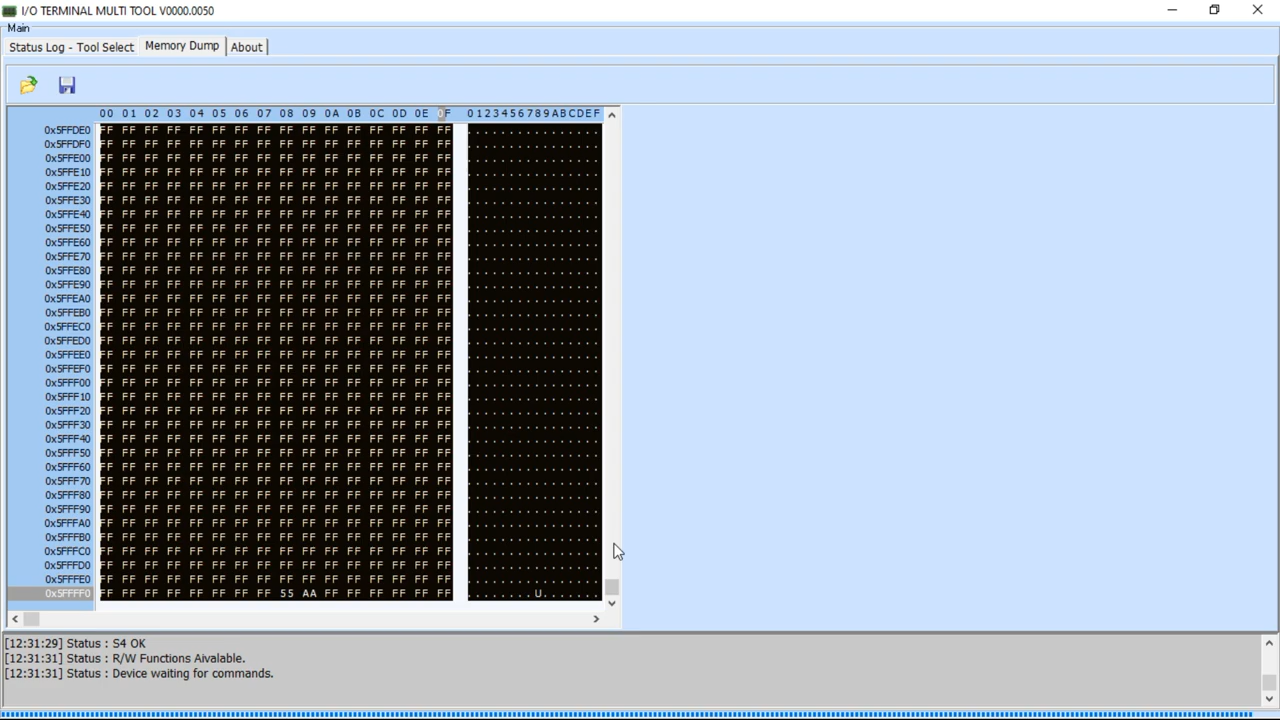 I/O TERMINAL MULTI TOOL V0000.0050
Main
Status Log - Tool Select Memory Dump About
00 01 02 03 04 05 06 07 08 09 0A 0B 0C 0D 0E 0F 0123456789ABCDEF
0x5FFDE0 FF FF FF FF FF FF FF FF FF FF FF FF FF FF FF FF ................
0x5FFDF0 FF FF FF FF FF FF FF FF FF FF FF FF FF FF FF FF ................
0x5FFE00 FF FF FF FF FF FF FF FF FF FF FF FF FF FF FF FF ................
0x5FFE10 FF FF FF FF FF FF FF FF FF FF FF FF FF FF FF FF ................
0x5FFE20 FF FF FF FF FF FF FF FF FF FF FF FF FF FF FF FF ................
0x5FFE30 FF FF FF FF FF FF FF FF FF FF FF FF FF FF FF FF ................
0x5FFE40 FF FF FF FF FF FF FF FF FF FF FF FF FF FF FF FF ................
0x5FFE50 FF FF FF FF FF FF FF FF FF FF FF FF FF FF FF FF ................
0x5FFE60 FF FF FF FF FF FF FF FF FF FF FF FF FF FF FF FF ................
0x5FFE70 FF FF FF FF FF FF FF FF FF FF FF FF FF FF FF FF ................
0x5FFE80 FF FF FF FF FF FF FF FF FF FF FF FF FF FF FF FF ................
0x5FFE90 FF FF FF FF FF FF FF FF FF FF FF FF FF FF FF FF ................
0x5FFEA0 FF FF FF FF FF FF FF FF FF FF FF FF FF FF FF FF ................
0x5FFEB0 FF FF FF FF FF FF FF FF FF FF FF FF FF FF FF FF ................
0x5FFEC0 FF FF FF FF FF FF FF FF FF FF FF FF FF FF FF FF ................
0x5FFED0 FF FF FF FF FF FF FF FF FF FF FF FF FF FF FF FF ................
0x5FFEE0 FF FF FF FF FF FF FF FF FF FF FF FF FF FF FF FF ................
0x5FFEF0 FF FF FF FF FF FF FF FF FF FF FF FF FF FF FF FF ................
0x5FFF00 FF FF FF FF FF FF FF FF FF FF FF FF FF FF FF FF ................
0x5FFF10 FF FF FF FF FF FF FF FF FF FF FF FF FF FF FF FF ................
0x5FFF20 FF FF FF FF FF FF FF FF FF FF FF FF FF FF FF FF ................
0x5FFF30 FF FF FF FF FF FF FF FF FF FF FF FF FF FF FF FF ................
0x5FFF40 FF FF FF FF FF FF FF FF FF FF FF FF FF FF FF FF ................
0x5FFF50 FF FF FF FF FF FF FF FF FF FF FF FF FF FF FF FF ................
0x5FFF60 FF FF FF FF FF FF FF FF FF FF FF FF FF FF FF FF ................
0x5FFF70 FF FF FF FF FF FF FF FF FF FF FF FF FF FF FF FF ................
0x5FFF80 FF FF FF FF FF FF FF FF FF FF FF FF FF FF FF FF ................
0x5FFF90 FF FF FF FF FF FF FF FF FF FF FF FF FF FF FF FF ................
0x5FFFA0 FF FF FF FF FF FF FF FF FF FF FF FF FF FF FF FF ................
0x5FFFB0 FF FF FF FF FF FF FF FF FF FF FF FF FF FF FF FF ................
0x5FFFC0 FF FF FF FF FF FF FF FF FF FF FF FF FF FF FF FF ................
0x5FFFD0 FF FF FF FF FF FF FF FF FF FF FF FF FF FF FF FF ................
0x5FFFE0 FF FF FF FF FF FF FF FF FF FF FF FF FF FF FF FF ................
0x5FFFF0 FF FF FF FF FF FF FF FF 55 AA FF FF FF FF FF FF ........U.......
[12:31:29] Status : S4 OK
[12:31:31] Status : R/W Functions Aivalable.
[12:31:31] Status : Device waiting for commands.